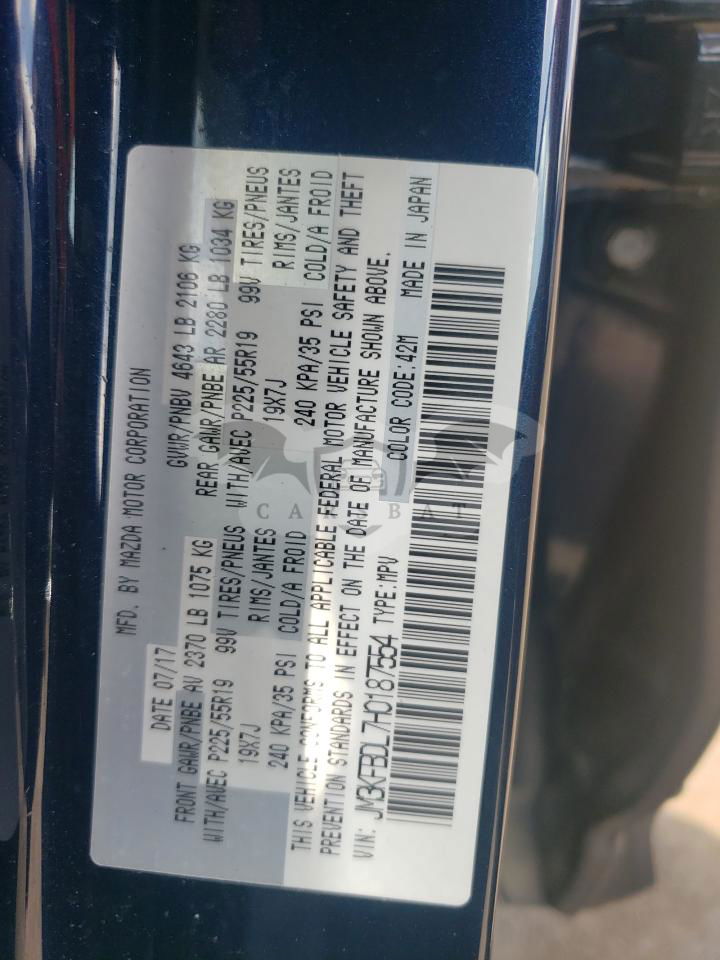 MFD. BY MAZDA MOTOR CORPORATION
DATE 07/17 GVWR/PNBV 4643 LB 2106 KG
FRONT GAWR/PNBE AV 2370 LB 1075 KG REAR GAWR/PNBE AR 2280 LB 1034 KG
WITH/AVEC P225/55R19 99V TIRES/PNEUS WITH/AVEC P225/55R19 99V TIRES/PNEUS
19X7J RIMS/JANTES 19X7J RIMS/JANTES
240 KPA/35 PSI COLD/A FROID 240 KPA/35 PSI COLD/A FROID
THIS VEHICLE CONFORMS TO ALL APPLICABLE FEDERAL MOTOR VEHICLE SAFETY AND THEFT
PREVENTION STANDARDS IN EFFECT ON THE DATE OF MANUFACTURE SHOWN ABOVE.
VIN: JM3KFBDL7H0187554 TYPE:MPV COLOR CODE:42M MADE IN JAPAN
CARCBAT